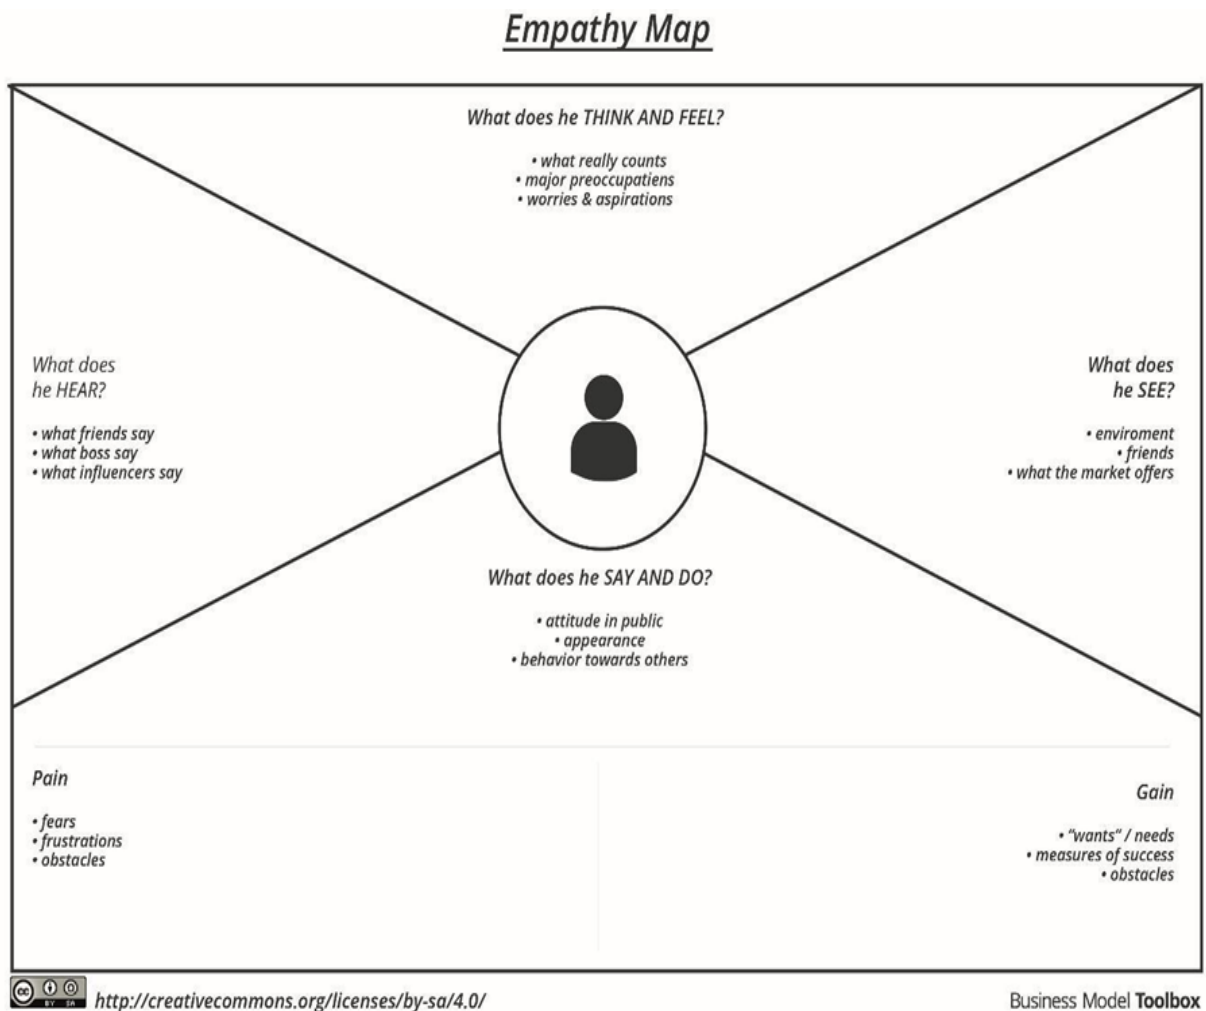 Empathy Map
What does he THINK AND FEEL?
• what really counts
• major preoccupatiens
• worries & aspirations
What does
he HEAR?
• what friends say
• what boss say
• what influencers say
What does
he SEE?
• enviroment
• friends
• what the market offers
What does he SAY AND DO?
• attitude in public
• appearance
• behavior towards others
Pain
• fears
• frustrations
• obstacles
Gain
• “wants“ / needs
• measures of success
• obstacles
cc
BY SA
http://creativecommons.org/licenses/by-sa/4.0/
Business Model Toolbox